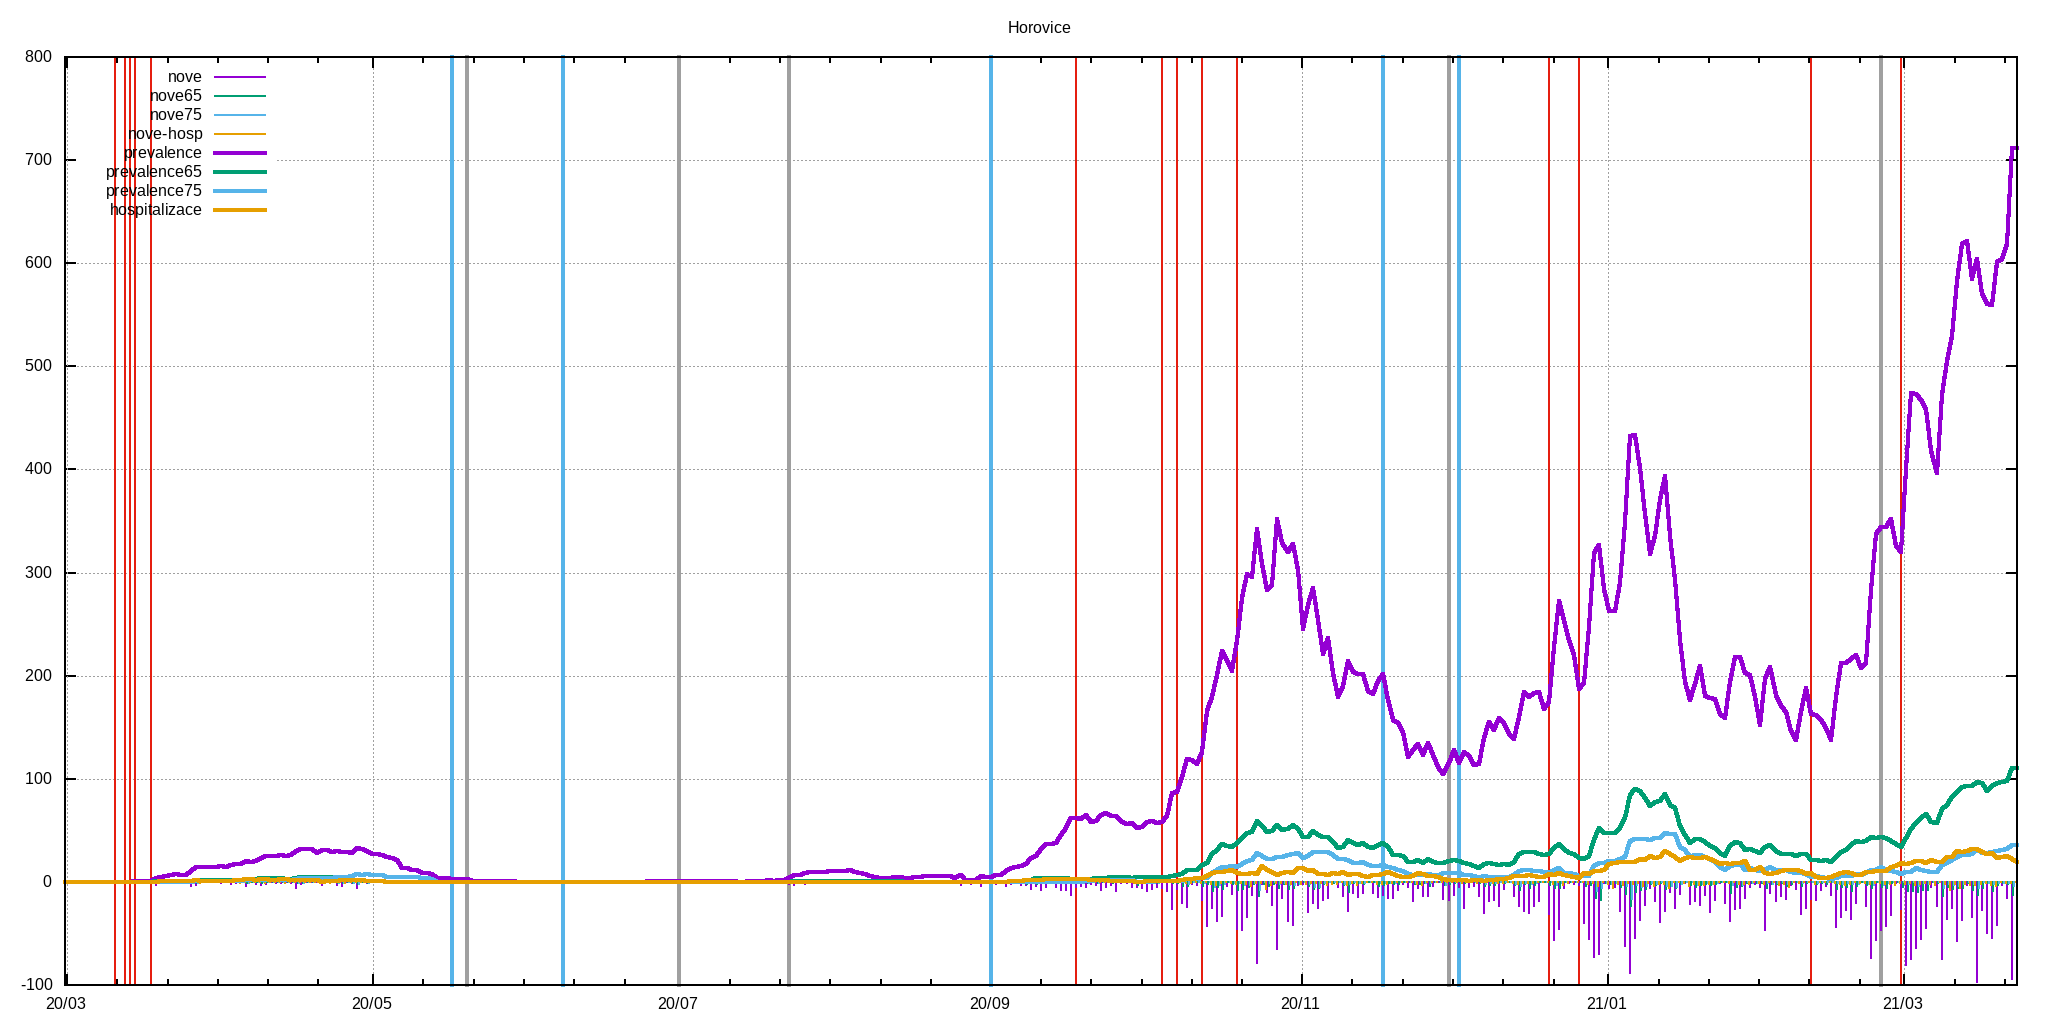 Horovice
800
700
600
500
400
300
200
100
0
-100
nove
nove65
nove75
nove-hosp
prevalence
prevalence65
prevalence75
hospitalizace
20/03
20/05
20/07
20/09
20/11
21/01
21/03